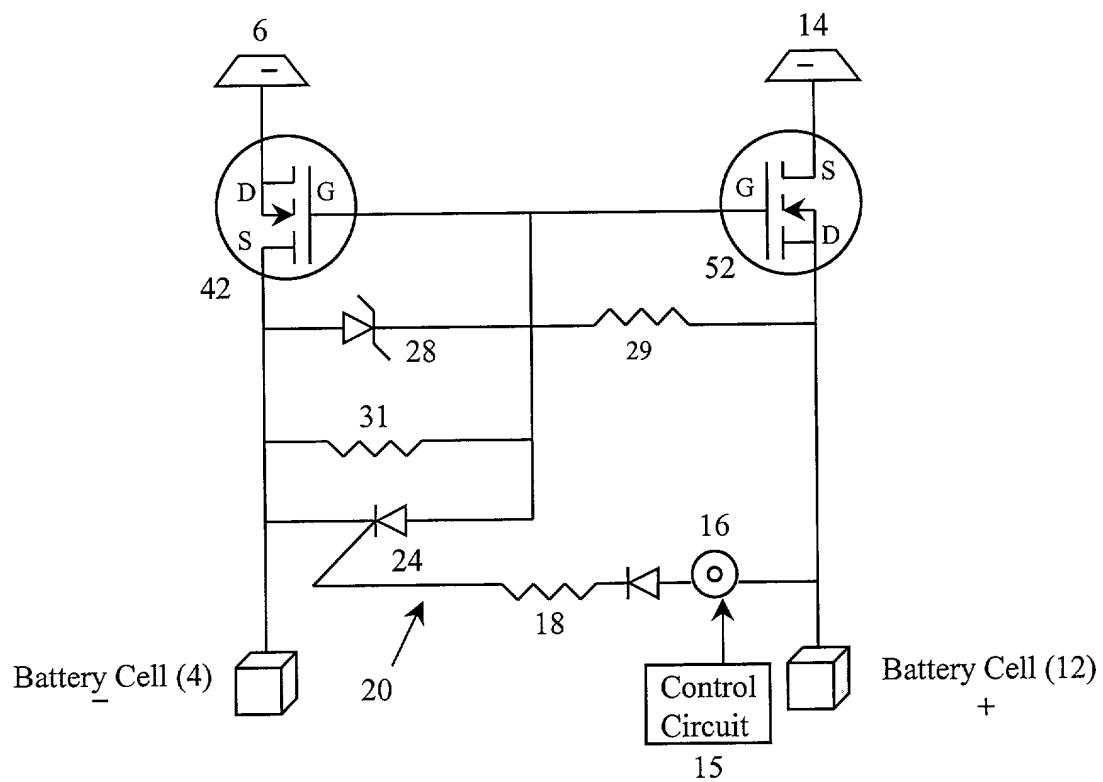 6
14
−
−
D
G
S
42
G
S
D
52
28
29
31
24
16
18
20
Battery Cell (4)
−
Control
Circuit
15
Battery Cell (12)
+